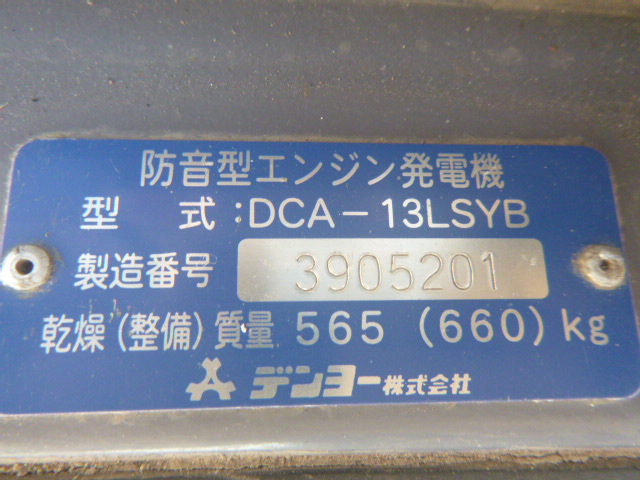 防音型エンジン発電機
型 式:DCA-13LSYB
製造番号 3905201
乾燥(整備)質量 565 (660)kg
デンヨー株式会社